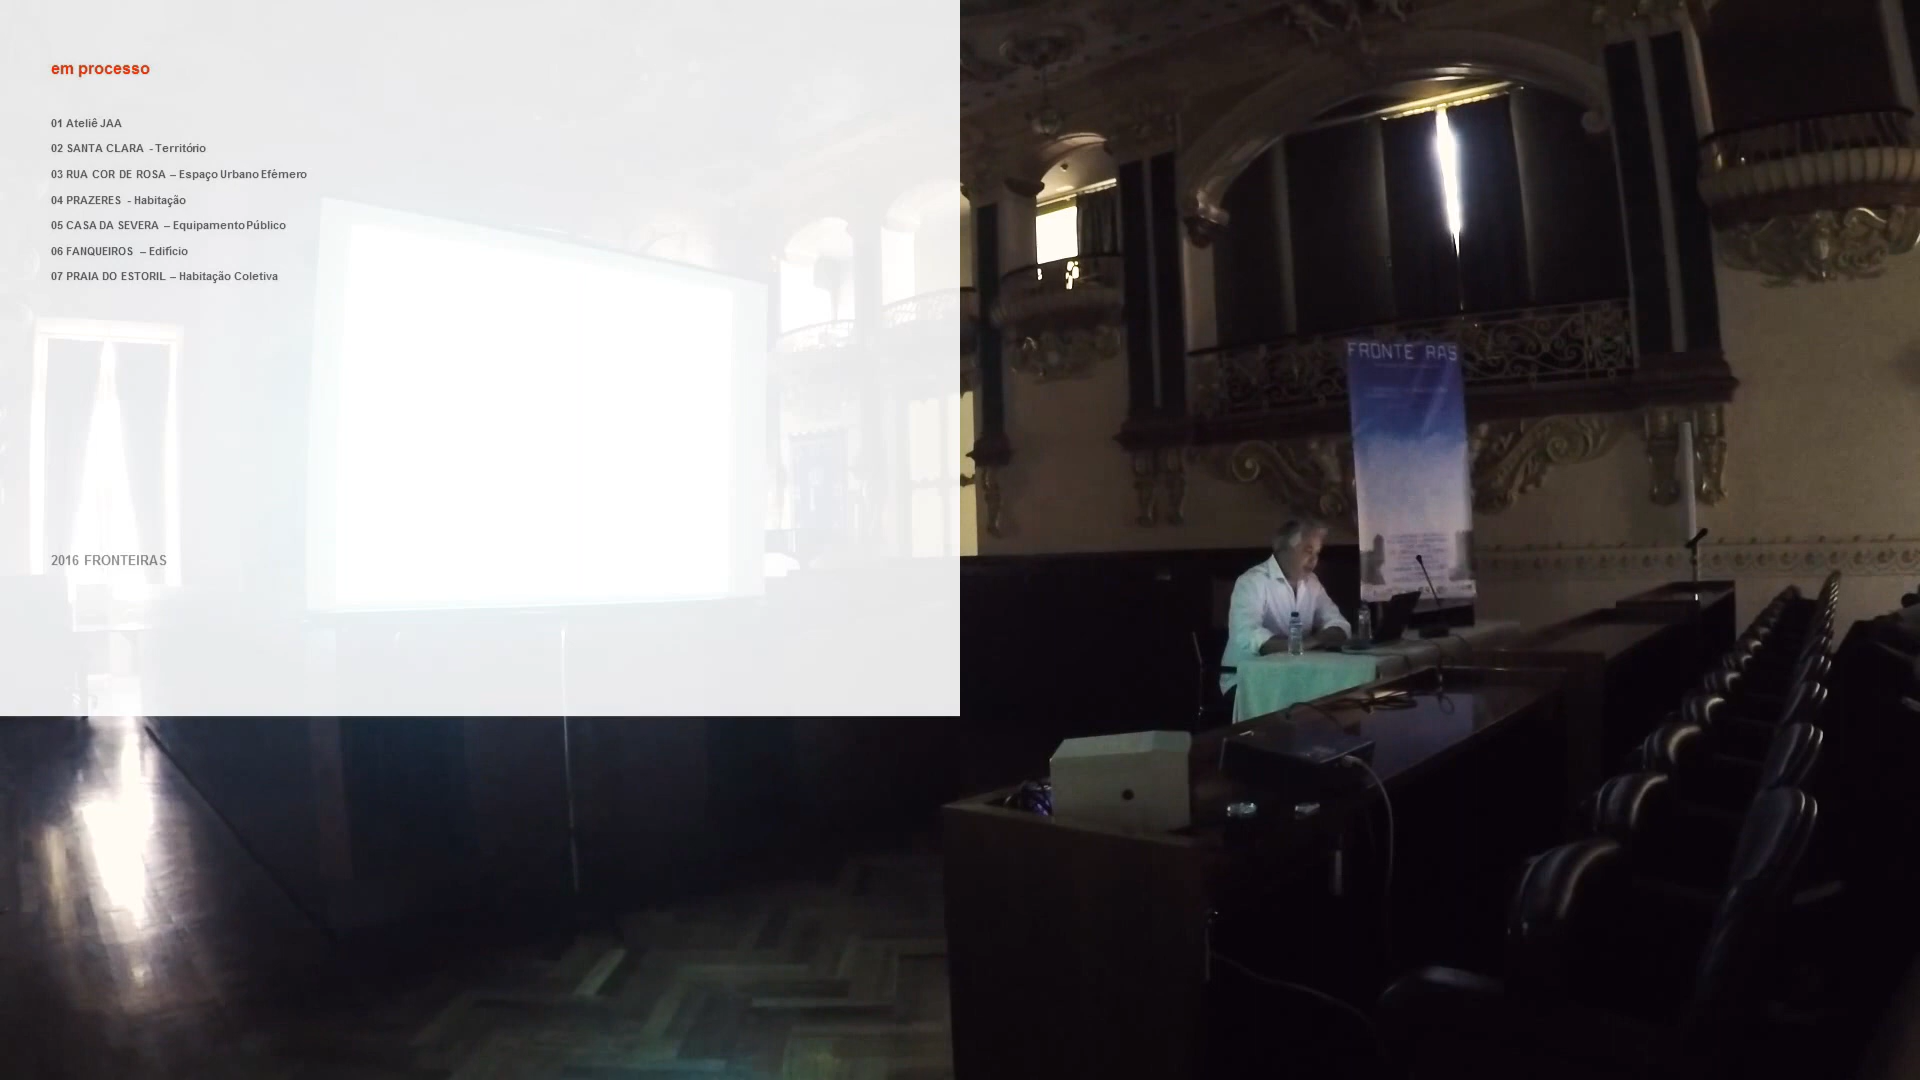 em processo
01 Ateliê JAA
02 SANTA CLARA - Território
03 RUA COR DE ROSA – Espaço Urbano Efémero
04 PRAZERES - Habitação
05 CASA DA SEVERA – Equipamento Público
06 FANQUEIROS – Edifício
07 PRAIA DO ESTORIL – Habitação Coletiva
2016 FRONTEIRAS
FRONTE RAS